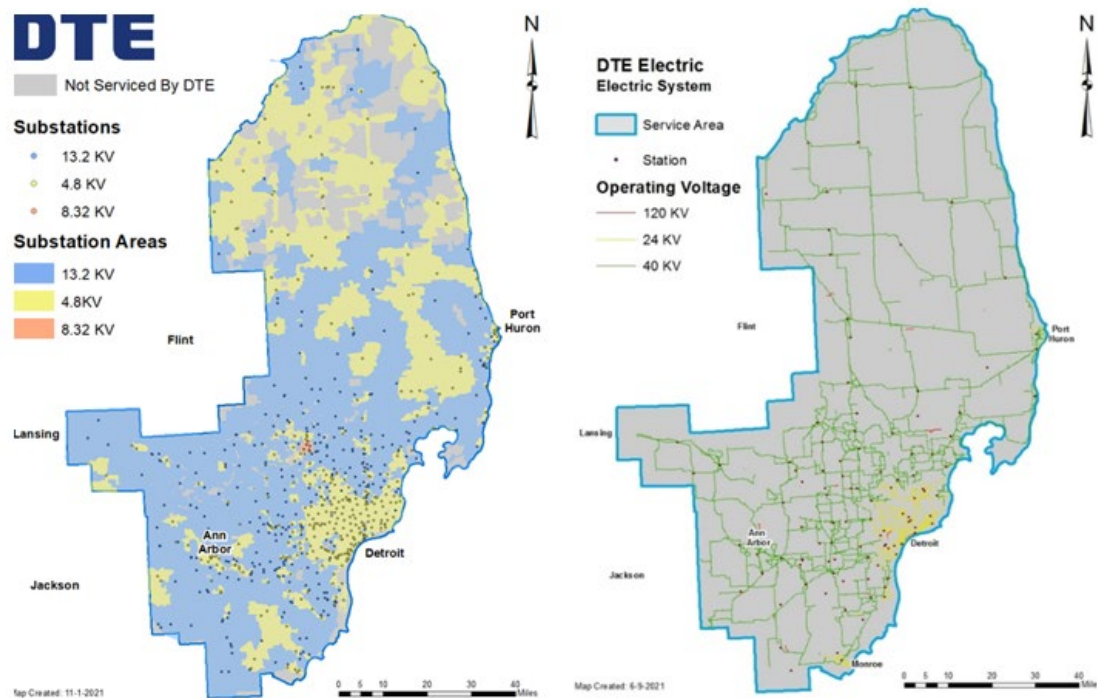 DTE
Not Serviced By DTE
Substations
13.2 KV
4.8 KV
8.32 KV
Substation Areas
13.2 KV
4.8KV
8.32 KV
N
Flint
Port
Huron
Lansing
Ann
Arbor
Detroit
Jackson
Map Created: 11-1-2021
0 5 10 20 30 40
Miles
DTE Electric
Electric System
Service Area
Station
Operating Voltage
120 KV
24 KV
40 KV
N
Flint
Port
Huron
Lansing
Ann
Arbor
Detroit
Jackson
Monroe
Map Created: 6-9-2021
0 5 10 20 30 40
Miles